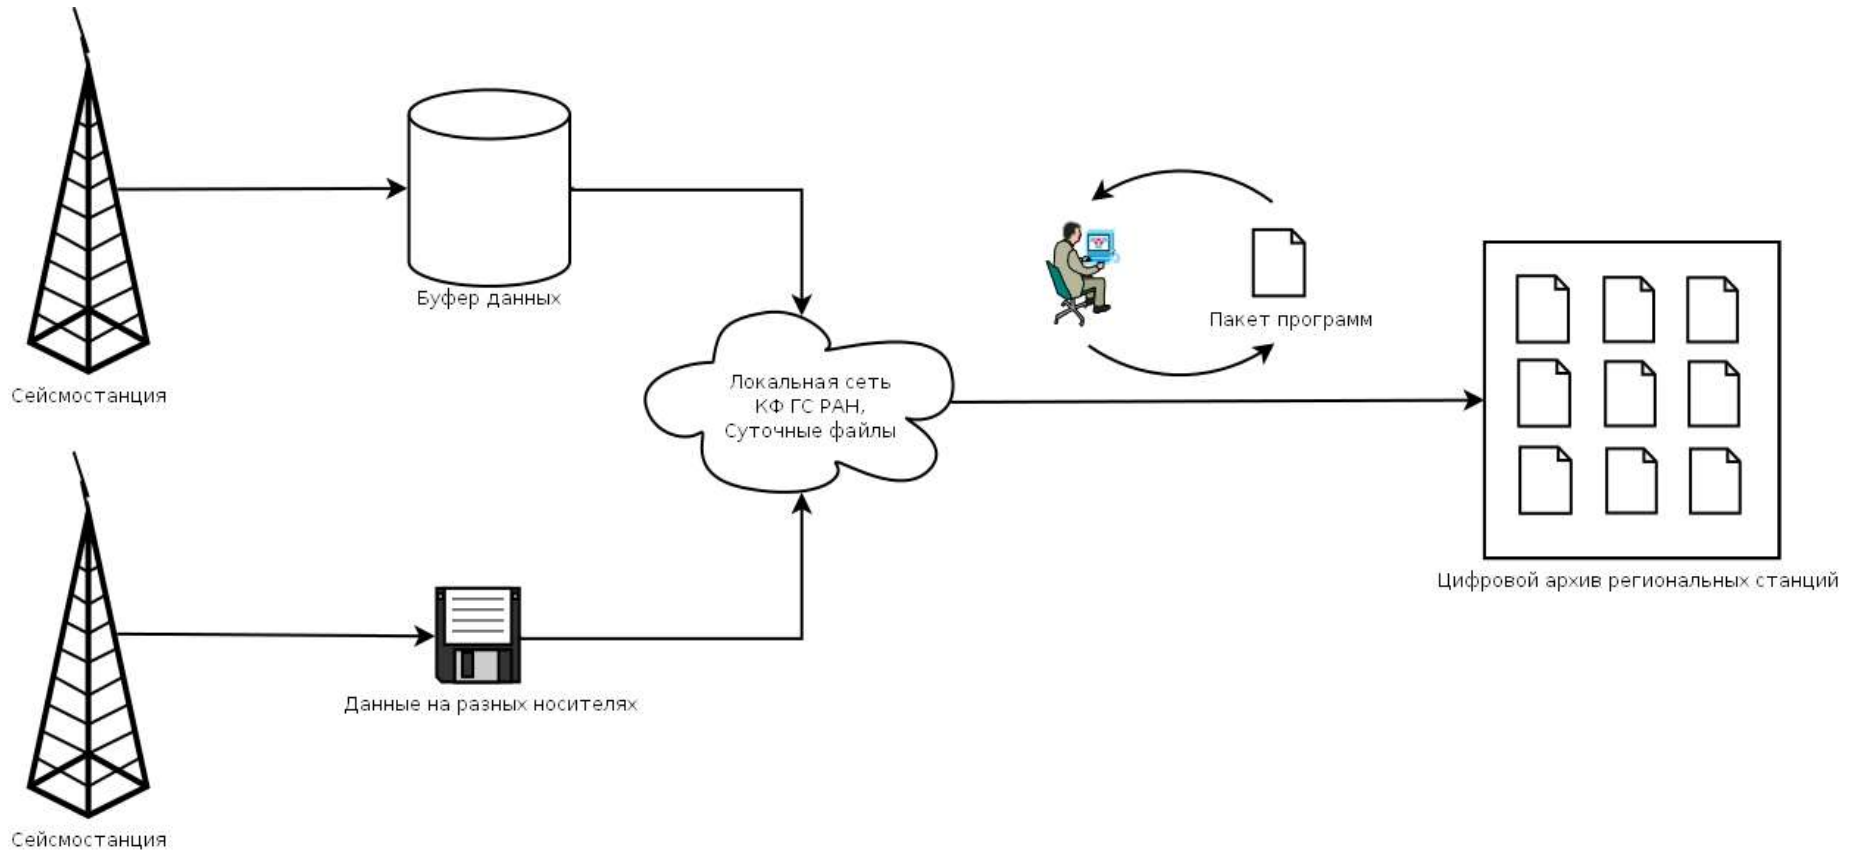 Буфер данных
Сейсмостанция
Локальная сеть
КФ ГС РАН,
Суточные файлы
Пакет программ
Цифровой архив региональных станций
Данные на разных носителях
Сейсмостанция